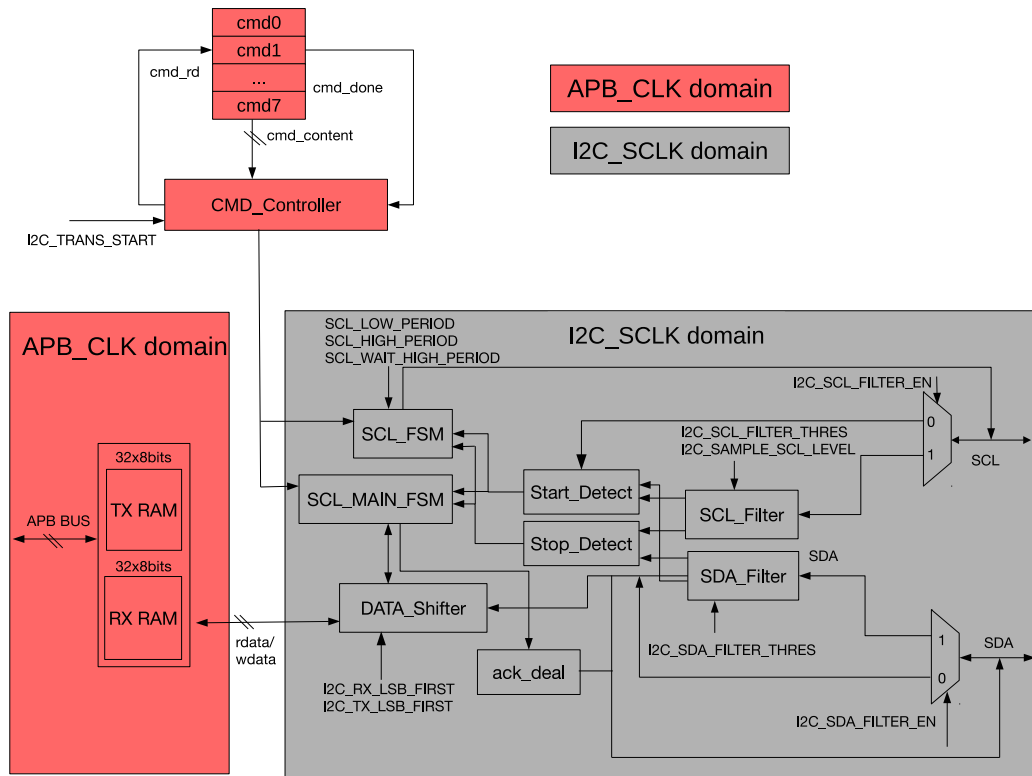 cmd0
cmd1
...
cmd7
cmd_rd
cmd_done
cmd_content
CMD_Controller
I2C_TRANS_START
APB_CLK domain
I2C_SCLK domain
APB_CLK domain
32x8bits
TX RAM
APB BUS
32x8bits
RX RAM
rdata/
wdata
I2C_SCLK domain
SCL_LOW_PERIOD
SCL_HIGH_PERIOD
SCL_WAIT_HIGH_PERIOD
I2C_SCL_FILTER_EN
0
1
SCL
SCL_FSM
I2C_SCL_FILTER_THRES
I2C_SAMPLE_SCL_LEVEL
SCL_MAIN_FSM
Start_Detect
SCL_Filter
Stop_Detect
SDA
SDA_Filter
DATA_Shifter
I2C_SDA_FILTER_THRES
1
0
SDA
ack_deal
I2C_RX_LSB_FIRST
I2C_TX_LSB_FIRST
I2C_SDA_FILTER_EN